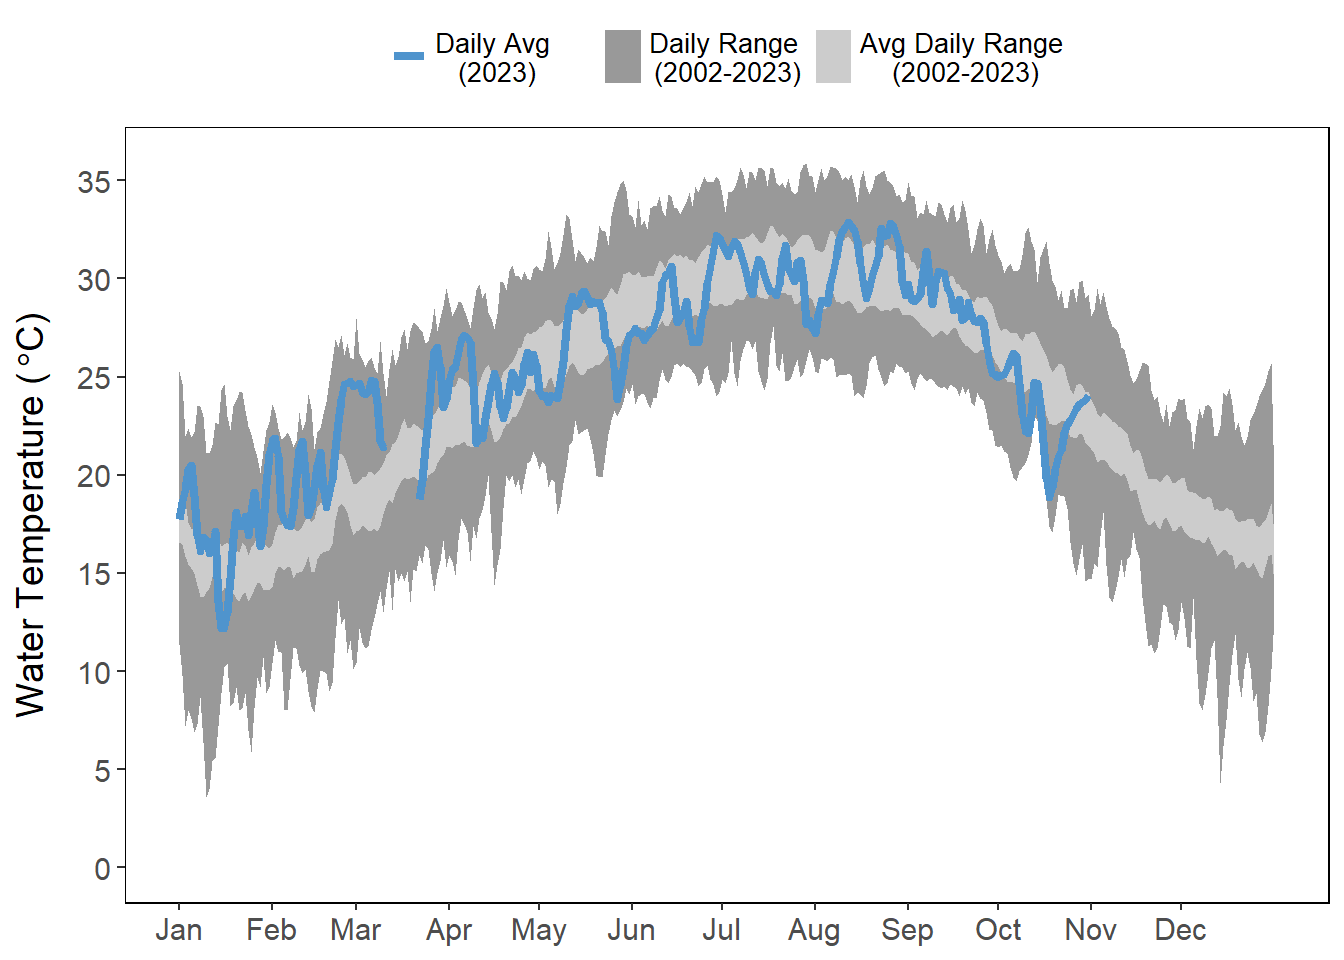 Daily Avg
(2023)
Daily Range
(2002-2023)
Avg Daily Range
(2002-2023)
Water Temperature (°C)
35
30
25
20
15
10
5
0
Jan Feb Mar Apr May Jun Jul Aug Sep Oct Nov Dec